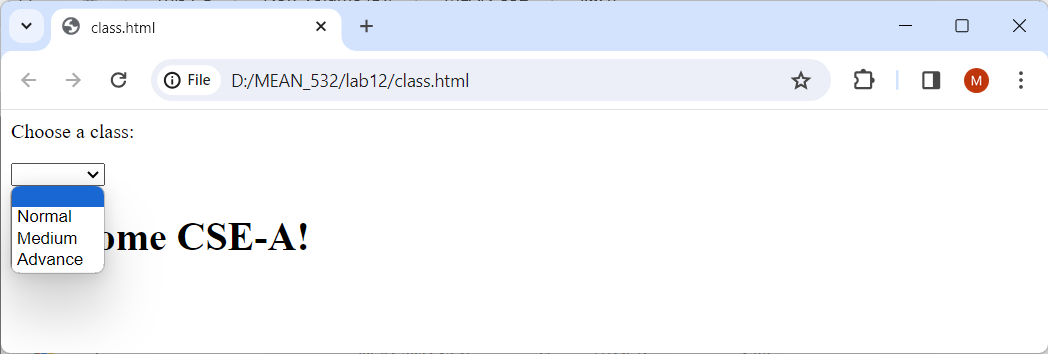 class.html
File D:/MEAN_532/lab12/class.html M
Choose a class:
Normal
Medium
Advance
ome CSE-A!